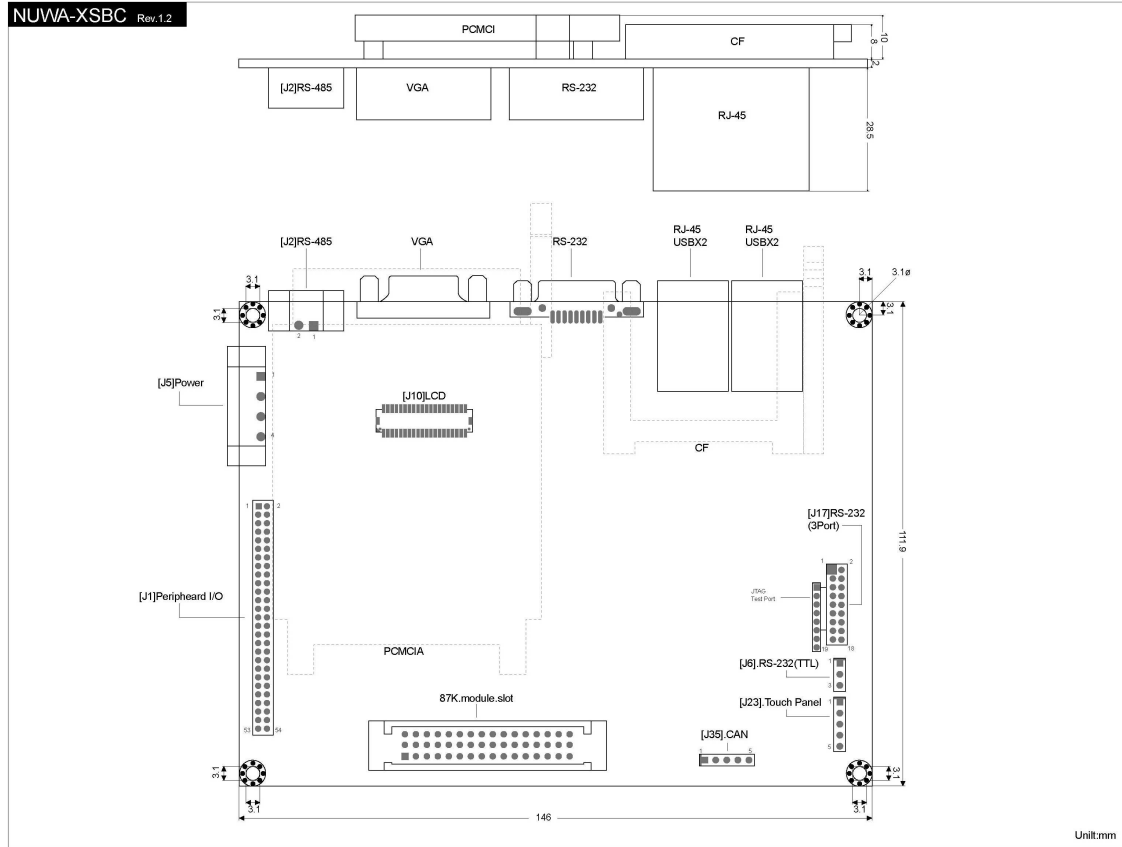 NUWA-XSBC Rev.1.2
PCMCI
CF
10
8
2
[J2]RS-485
VGA
RS-232
RJ-45
28.5
[J2]RS-485
VGA
RS-232
RJ-45
USBX2
RJ-45
USBX2
3.1
3.1
3.1ø
3.1
3.1
2
1
[J5]Power
1
4
[J10]LCD
CF
1
2
[J17]RS-232
(3Port)
111.9
1
2
JTAG
Test Port
[J1]Peripheard I/O
19
18
PCMCIA
[J6].RS-232(TTL)
1
3
87K.module.slot
[J23].Touch Panel
1
5
53
54
[J35].CAN
1
5
3.1
3.1
3.1
3.1
146
Unilt:mm